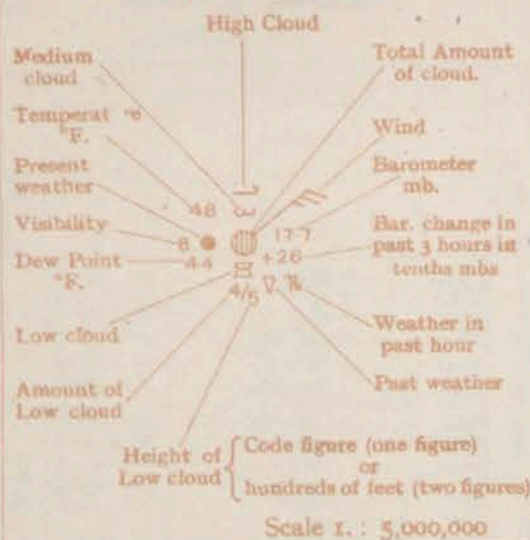 High Cloud
Medium
cloud
Total Amount
of cloud.
Temperat °e
°F.
Wind
Present
weather
Barometer
mb.
48
Visibility
8
17·7
Bar. change in
past 3 hours in
tenths mbs
Dew Point
°F.
44
+26
4/5
Low cloud
Weather in
past hour
Amount of
Low cloud
Past weather
Height of
Low cloud
Code figure (one figure)
or
hundreds of feet (two figures)
Scale 1. : 5,000,000